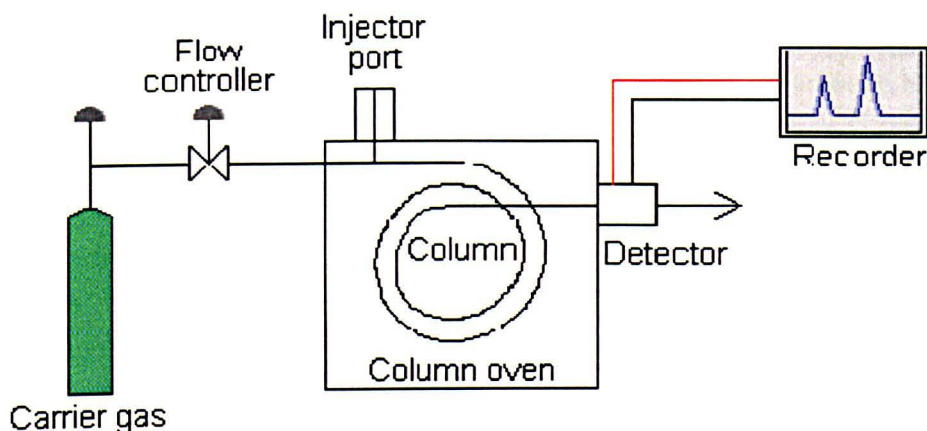 Injector
port
Flow
controller
Recorder
Column
Detector
Column oven
Carrier gas